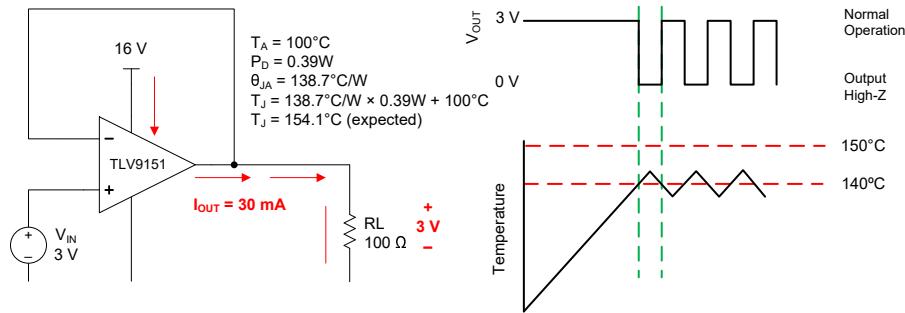 16 V
T_A = 100°C
P_D = 0.39W
θ_JA = 138.7°C/W
T_J = 138.7°C/W × 0.39W + 100°C
T_J = 154.1°C (expected)
–
TLV9151
+
I_OUT = 30 mA
+
–
V_IN
3 V
RL
100 Ω
+
3 V
–
V_OUT
3 V
0 V
Normal
Operation
Output
High-Z
Temperature
150°C
140ºC